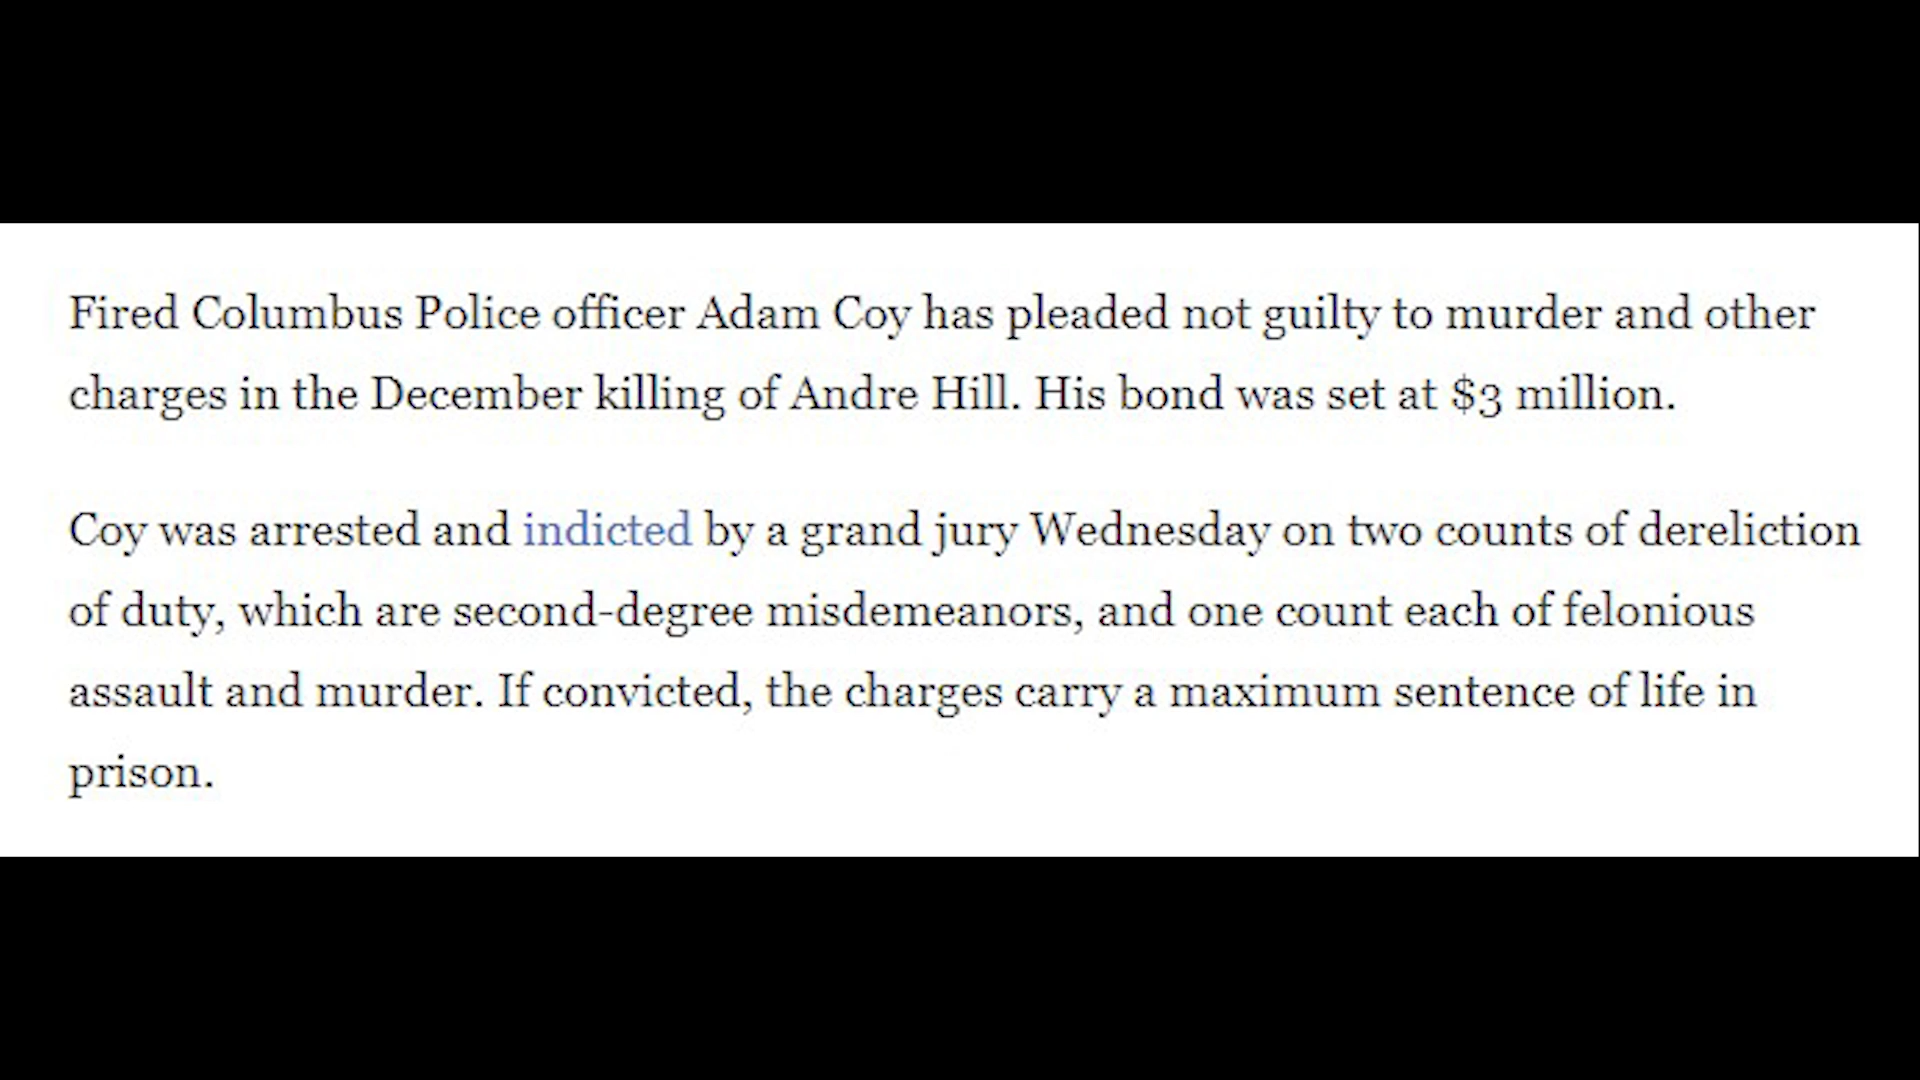 Fired Columbus Police officer Adam Coy has pleaded not guilty to murder and other
charges in the December killing of Andre Hill. His bond was set at $3 million.
Coy was arrested and indicted by a grand jury Wednesday on two counts of dereliction
of duty, which are second-degree misdemeanors, and one count each of felonious
assault and murder. If convicted, the charges carry a maximum sentence of life in
prison.